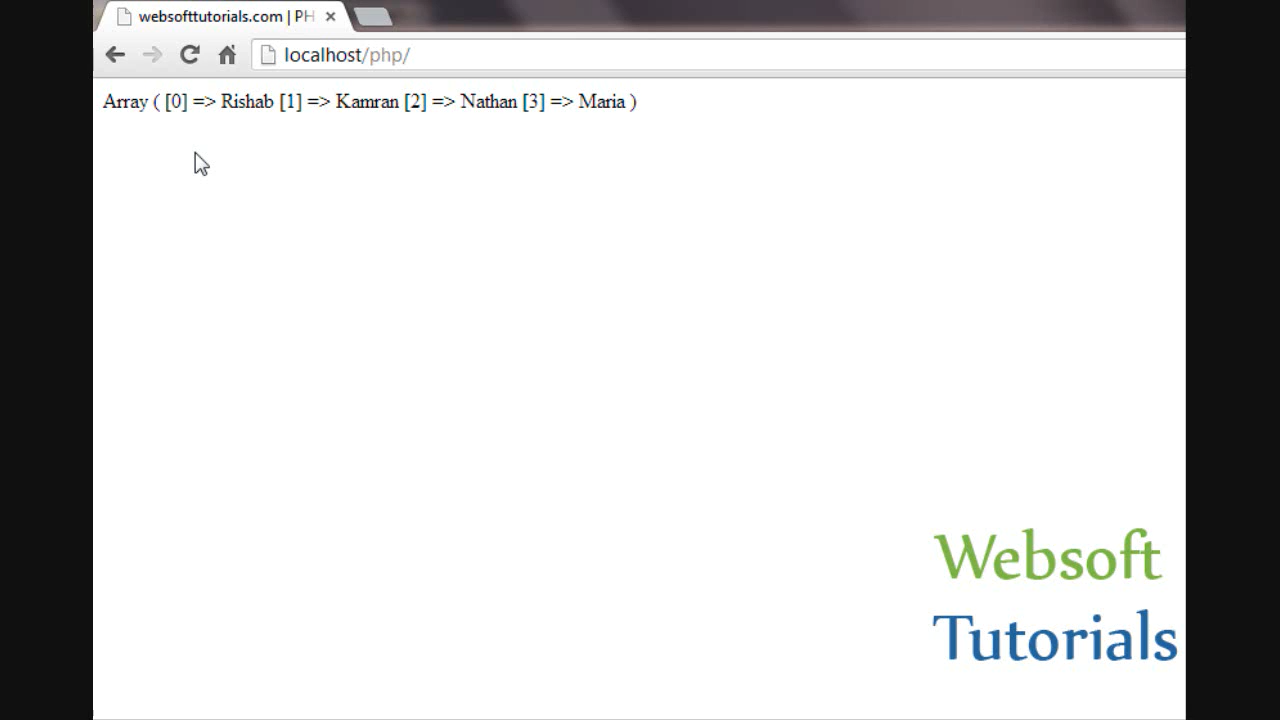 websofttutorials.com | PH
localhost/php/
Array ( [0] => Rishab [1] => Kamran [2] => Nathan [3] => Maria )
Websoft
Tutorials